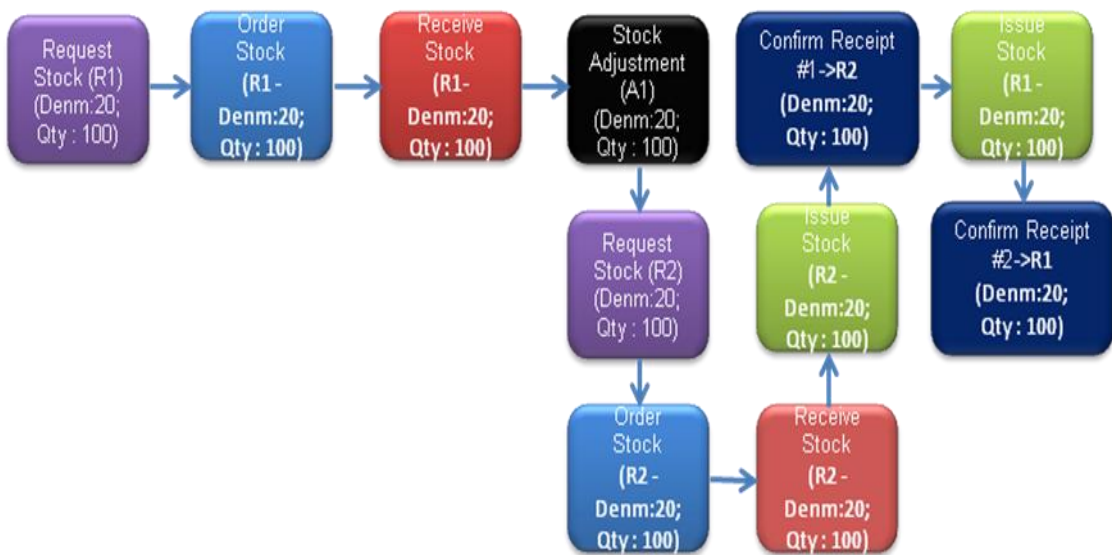 Request
Stock (R1)
(Denm:20;
Qty : 100)
Order
Stock
(R1-
Denm:20;
Qty : 100)
Receive
Stock
(R1-
Denm:20;
Qty : 100)
Stock
Adjustment
(A1)
(Denm:20;
Qty : 100)
Request
Stock (R2)
(Denm:20;
Qty : 100)
Order
Stock
(R2 -
Denm:20;
Qty : 100)
Receive
Stock
(R2 -
Denm:20;
Qty : 100)
Issue
Stock
(R2 -
Denm:20;
Qty : 100)
Confirm Receipt
#1->R2
(Denm:20;
Qty : 100)
Issue
Stock
(R1 -
Denm:20;
Qty : 100)
Confirm Receipt
#2->R1
(Denm:20;
Qty : 100)